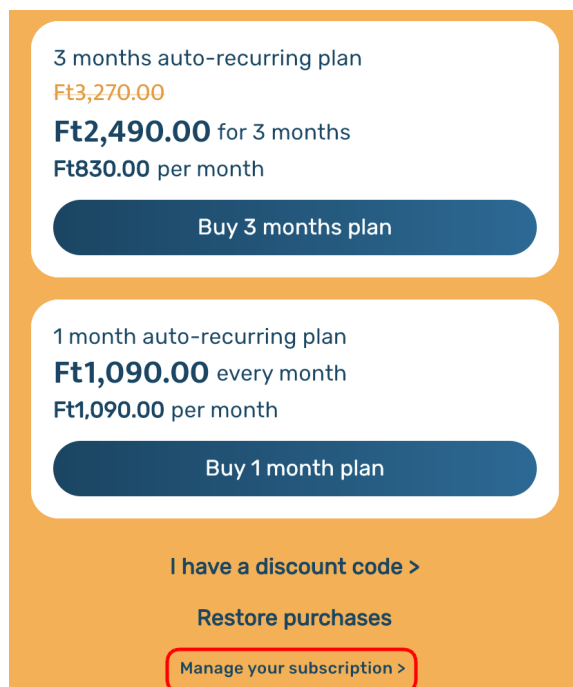 3 months auto-recurring plan
Ft3,270.00
Ft2,490.00 for 3 months
Ft830.00 per month
Buy 3 months plan
1 month auto-recurring plan
Ft1,090.00 every month
Ft1,090.00 per month
Buy 1 month plan
I have a discount code >
Restore purchases
Manage your subscription >